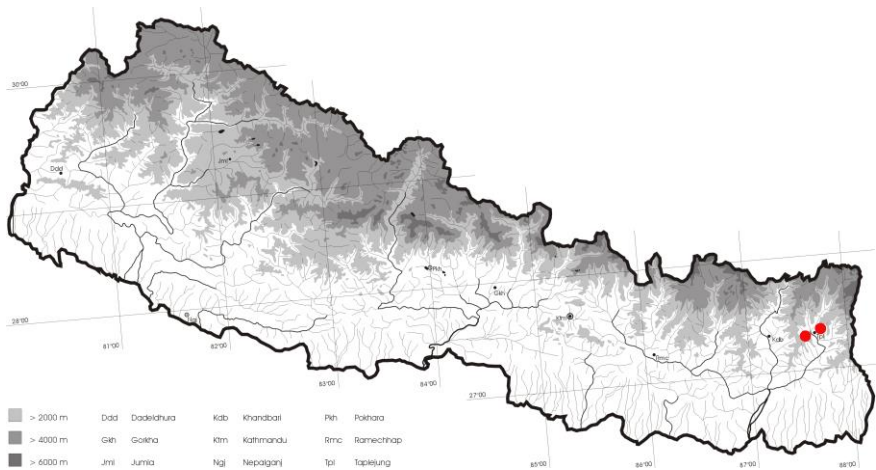 30°00
Ddd
Jml
Gkh
28°00
Ktm
Kdb
Tpl
81°00
82°00
Rmc
83°00
84°00
27°00
> 2000 m Ddd Dadeldhura Kdb Khandbari Pkh Pokhara
> 4000 m Gkh Gorkha Ktm Kathmandu Rmc Ramechhap
> 6000 m Jml Jumla Ngj Nepalganj Tpl Taplejung
85°00
86°00
87°00
88°00